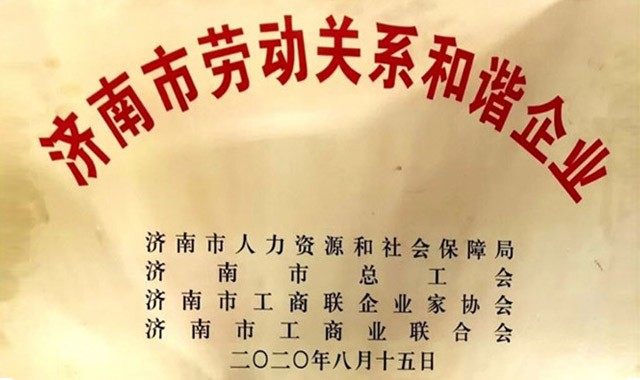 济南市劳动关系和谐企业
济南市人力资源和社会保障局
济南市总工会
济南市工商联企业家协会
济南市工商业联合会
二〇二〇年八月十五日